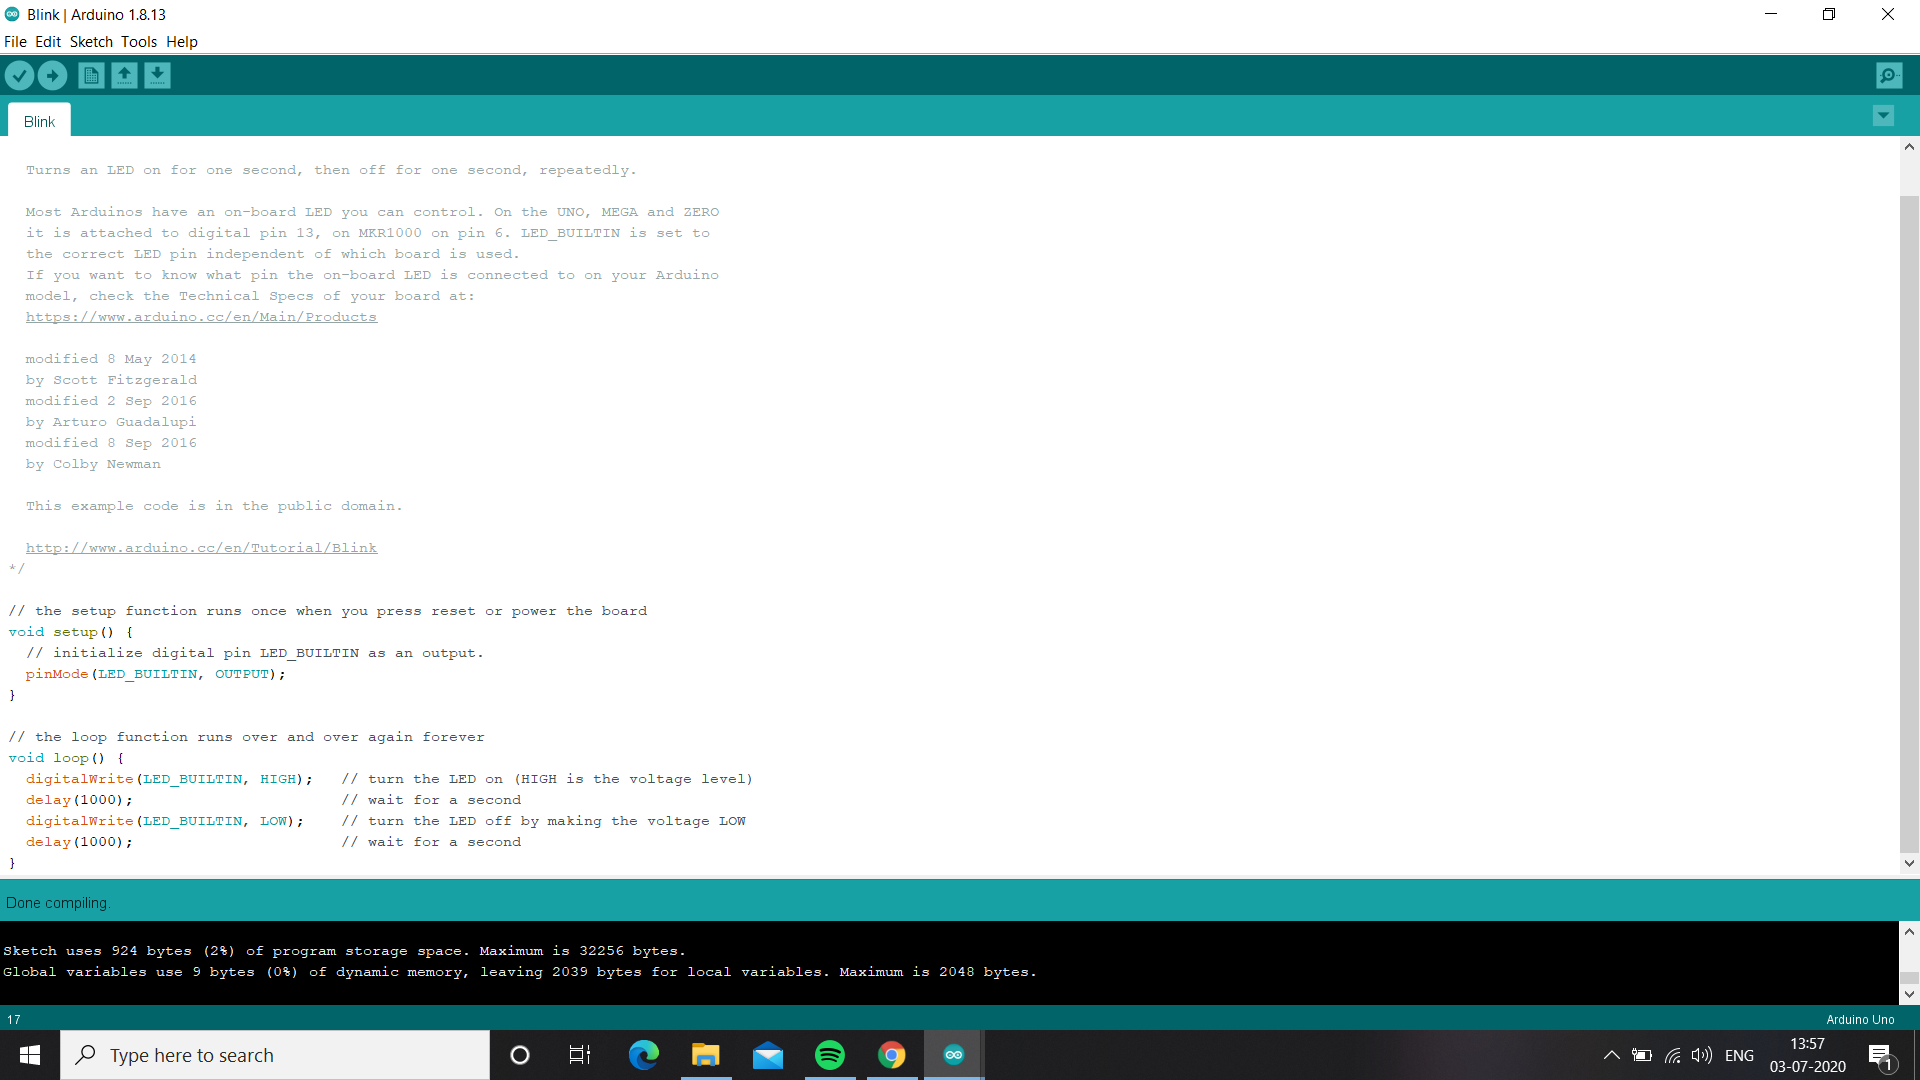 Blink | Arduino 1.8.13
File Edit Sketch Tools Help
Blink
Turns an LED on for one second, then off for one second, repeatedly.
Most Arduinos have an on-board LED you can control. On the UNO, MEGA and ZERO
it is attached to digital pin 13, on MKR1000 on pin 6. LED_BUILTIN is set to
the correct LED pin independent of which board is used.
If you want to know what pin the on-board LED is connected to on your Arduino
model, check the Technical Specs of your board at:
https://www.arduino.cc/en/Main/Products
modified 8 May 2014
by Scott Fitzgerald
modified 2 Sep 2016
by Arturo Guadalupi
modified 8 Sep 2016
by Colby Newman
This example code is in the public domain.
http://www.arduino.cc/en/Tutorial/Blink
*/
// the setup function runs once when you press reset or power the board
void setup() {
// initialize digital pin LED_BUILTIN as an output.
pinMode(LED_BUILTIN, OUTPUT);
}
// the loop function runs over and over again forever
void loop() {
digitalWrite(LED_BUILTIN, HIGH); // turn the LED on (HIGH is the voltage level)
delay(1000); // wait for a second
digitalWrite(LED_BUILTIN, LOW); // turn the LED off by making the voltage LOW
delay(1000); // wait for a second
}
Done compiling.
Sketch uses 924 bytes (2%) of program storage space. Maximum is 32256 bytes.
Global variables use 9 bytes (0%) of dynamic memory, leaving 2039 bytes for local variables. Maximum is 2048 bytes.
17
Arduino Uno
Type here to search
ENG
13:57
03-07-2020
1